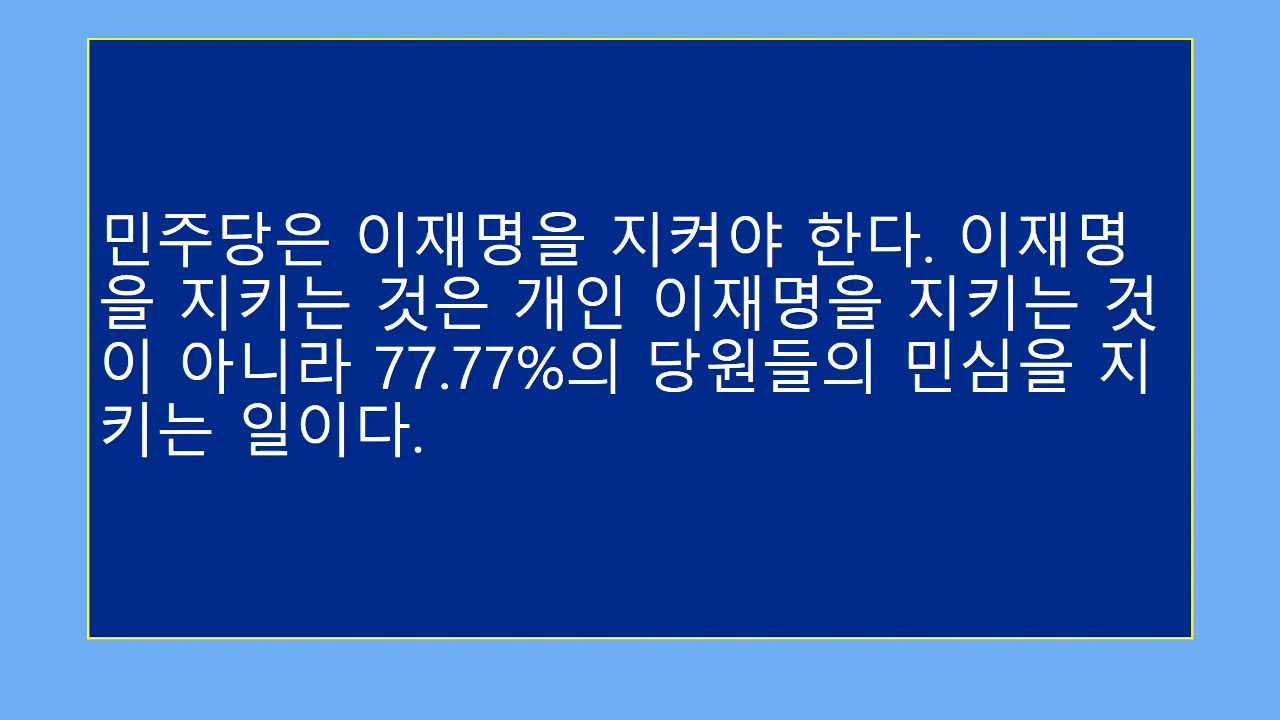 민주당은 이재명을 지켜야 한다. 이재명
을 지키는 것은 개인 이재명을 지키는 것
이 아니라 77.77%의 당원들의 민심을 지
키는 일이다.